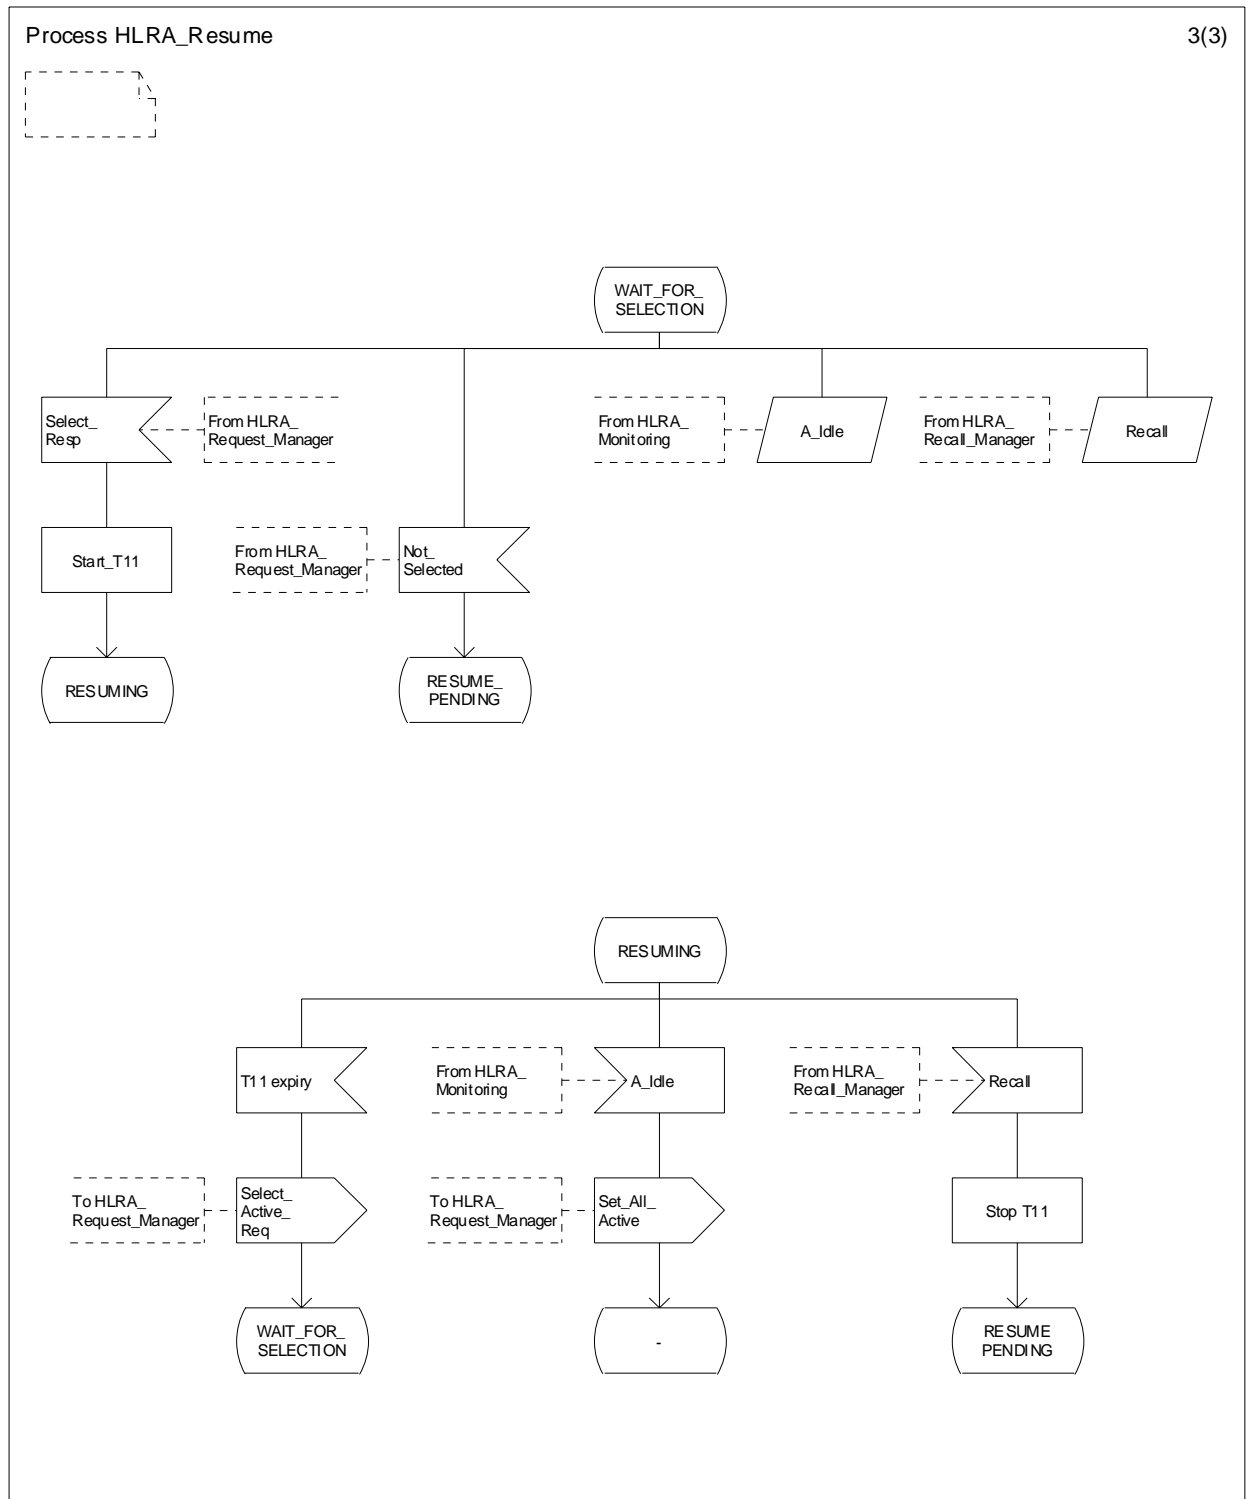 Process HLRA_Resume
3(3)
WAIT_FOR_
SELECTION
Select_
Resp
From HLRA_
Request_Manager
From HLRA_
Monitoring
A_Idle
From HLRA_
Recall_Manager
Recall
Start_T11
From HLRA_
Request_Manager
Not_
Selected
RESUMING
RESUME_
PENDING
RESUMING
T11 expiry
From HLRA_
Monitoring
A_Idle
From HLRA_
Recall_Manager
Recall
To HLRA_
Request_Manager
Select_
Active_
Req
To HLRA_
Request_Manager
Set_All_
Active
Stop T11
WAIT_FOR_
SELECTION
-
RESUME
PENDING